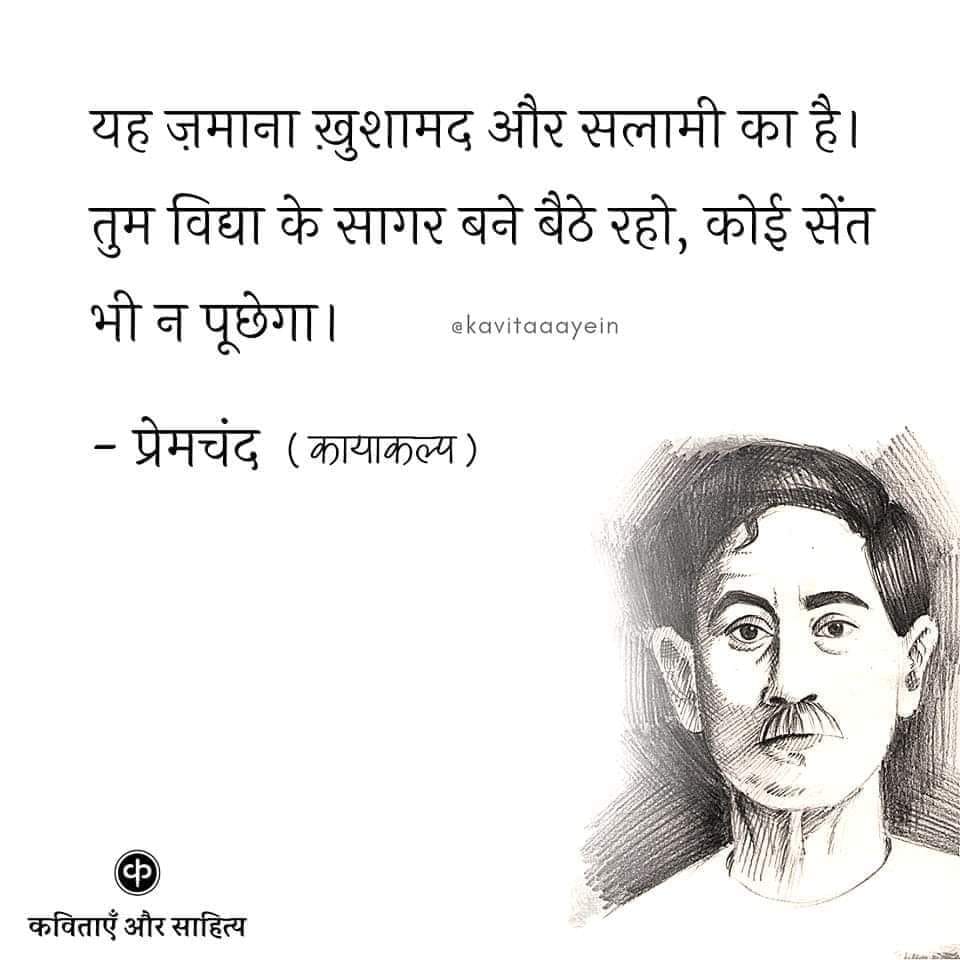 यह ज़माना ख़ुशामद और सलामी का है।
तुम विद्या के सागर बने बैठे रहो, कोई सेंत
भी न पूछेगा।
@kavitaaayein
– प्रेमचंद (कायाकल्प)
क
कविताएँ और साहित्य